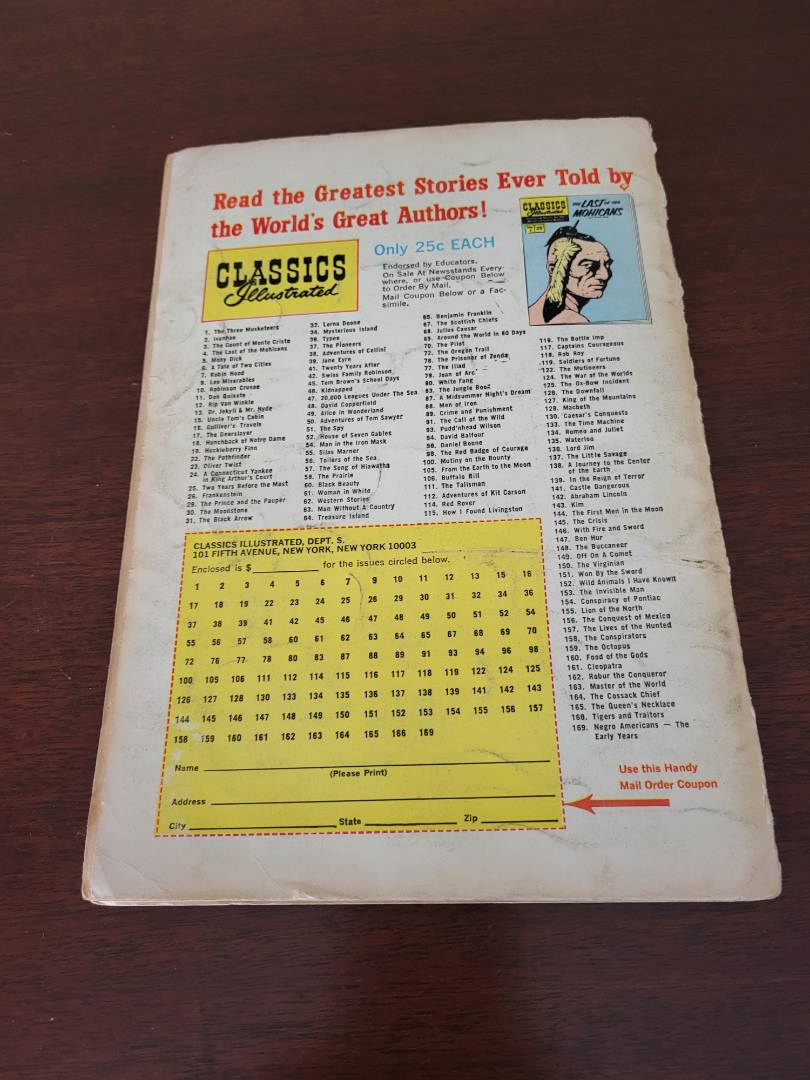 Read the Greatest Stories Ever Told by
the World's Great Authors!
CLASSICS
Illustrated
Only 25c EACH
Endorsed by Educators.
On Sale At Newsstands Every-
where, or use Coupon Below
to Order By Mail.
Mail Coupon Below or a Fac-
simile.
CLASSICS
Illustrated
THE LAST OF THE
MOHICANS
1. The Three Musketeers
2. Ivanhoe
3. The Count of Monte Cristo
4. The Last of the Mohicans
5. Moby Dick
6. A Tale of Two Cities
7. Robin Hood
9. Les Miserables
10. Robinson Crusoe
11. Don Quixote
12. Rip Van Winkle
13. Dr. Jekyll & Mr. Hyde
15. Uncle Tom's Cabin
16. Gulliver's Travels
17. The Deerslayer
18. Hunchback of Notre Dame
19. Huckleberry Finn
22. The Pathfinder
23. Oliver Twist
24. A Connecticut Yankee
in King Arthur's Court
25. Two Years Before the Mast
26. Frankenstein
29. The Prince and the Pauper
30. The Moonstone
31. The Black Arrow
32. Lorna Doone
34. Mysterious Island
36. Typee
37. The Pioneers
38. Adventures of Cellini
39. Jane Eyre
41. Twenty Years After
42. Swiss Family Robinson
45. Tom Brown's School Days
46. Kidnapped
47. 20,000 Leagues Under The Sea
48. David Copperfield
49. Alice in Wonderland
50. Adventures of Tom Sawyer
51. The Spy
52. House of Seven Gables
54. Man in the Iron Mask
55. Silas Marner
56. Toilers of the Sea
57. The Song of Hiawatha
58. The Prairie
60. Black Beauty
61. Woman in White
62. Western Stories
63. Man Without A Country
64. Treasure Island
65. Benjamin Franklin
67. The Scottish Chiefs
68. Julius Caesar
69. Around the World in 80 Days
70. The Pilot
72. The Oregon Trail
76. The Prisoner of Zenda
77. The Iliad
78. Joan of Arc
80. White Fang
83. The Jungle Book
87. A Midsummer Night's Dream
88. Men of Iron
89. Crime and Punishment
91. The Call of the Wild
93. Pudd'nhead Wilson
94. David Balfour
96. Daniel Boone
98. The Red Badge of Courage
100. Mutiny on the Bounty
105. From the Earth to the Moon
106. Buffalo Bill
111. The Talisman
112. Adventures of Kit Carson
114. Red Rover
115. How I Found Livingston
116. The Bottle Imp
117. Captains Courageous
118. Rob Roy
119. Soldiers of Fortune
122. The Mutineers
124. The War of the Worlds
125. The Ox-Bow Incident
126. The Downfall
127. King of the Mountains
128. Macbeth
130. Caesar's Conquests
133. The Time Machine
134. Romeo and Juliet
135. Waterloo
136. Lord Jim
137. The Little Savage
138. A Journey to the Center
of the Earth
139. In the Reign of Terror
141. Castle Dangerous
142. Abraham Lincoln
143. Kim
144. The First Men in the Moon
145. The Crisis
146. With Fire and Sword
147. Ben Hur
148. The Buccaneer
149. Off On A Comet
150. The Virginian
151. Won By the Sword
152. Wild Animals I Have Known
153. The Invisible Man
154. Conspiracy of Pontiac
155. Lion of the North
156. The Conquest of Mexico
157. The Lives of the Hunted
158. The Conspirators
159. The Octopus
160. Food of the Gods
161. Cleopatra
162. Robur the Conqueror
163. Master of the World
164. The Cossack Chief
165. The Queen's Necklace
166. Tigers and Traitors
169. Negro Americans — The
Early Years
CLASSICS ILLUSTRATED, DEPT. S.
101 FIFTH AVENUE, NEW YORK, NEW YORK 10003
Enclosed is $ for the issues circled below.
1 2 3 4 5 6 7 9 10 11 12 13 15 16
17 18 19 22 23 24 25 26 29 30 31 32 34 36
37 38 39 41 42 45 46 47 48 49 50 51 52 54
55 56 57 58 60 61 62 63 64 65 67 68 69 70
72 76 77 78 80 83 87 88 89 91 93 94 96 98
100 105 106 111 112 114 115 116 117 118 119 122 124 125
126 127 128 130 133 134 135 136 137 138 139 141 142 143
144 145 146 147 148 149 150 151 152 153 154 155 156 157
158 159 160 161 162 163 164 165 166 169
Name
(Please Print)
Address
City State Zip
Use this Handy
Mail Order Coupon